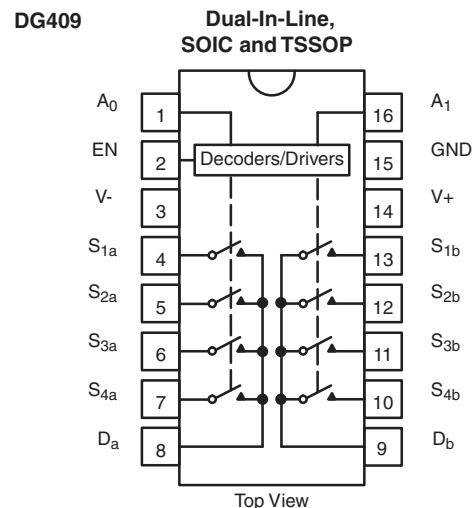 DG409
Dual-In-Line,
SOIC and TSSOP
A0 1 16 A1
EN 2 Decoders/Drivers 15 GND
V- 3 14 V+
S1a 4 13 S1b
S2a 5 12 S2b
S3a 6 11 S3b
S4a 7 10 S4b
Da 8 9 Db
Top View